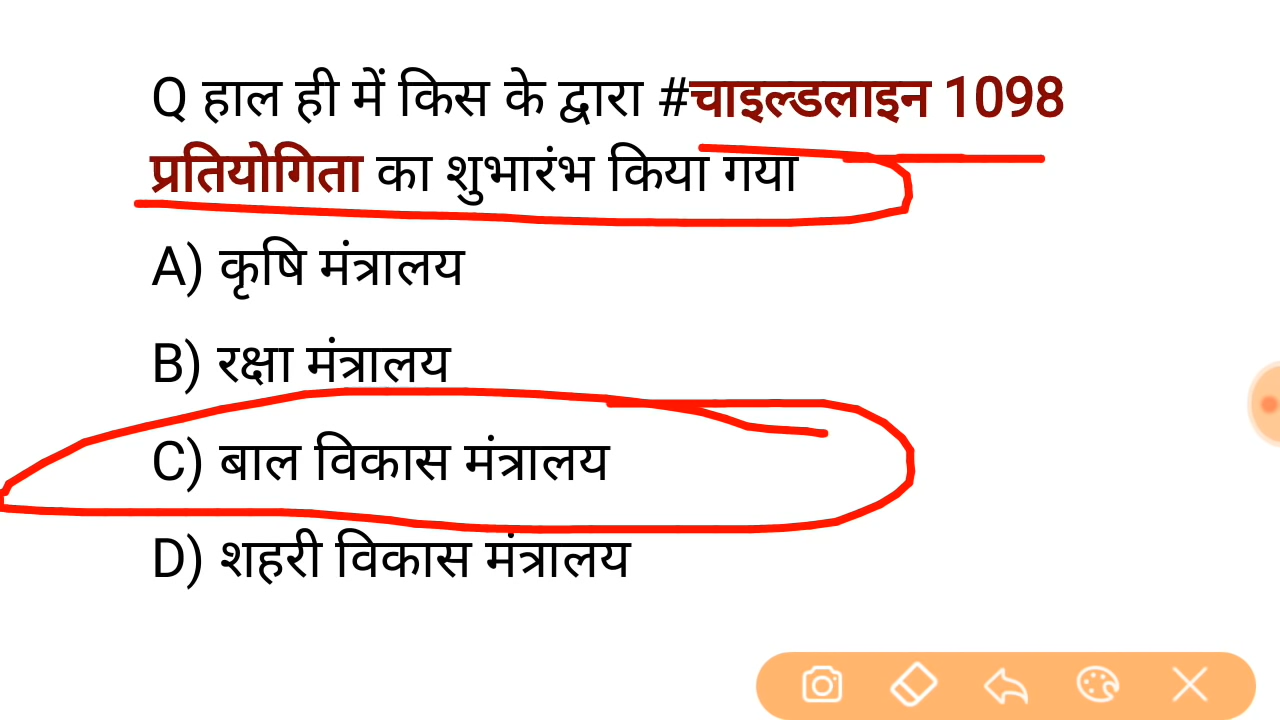 Q हाल ही में किस के द्वारा #चाइल्डलाइन 1098
प्रतियोगिता का शुभारंभ किया गया
A) कृषि मंत्रालय
B) रक्षा मंत्रालय
C) बाल विकास मंत्रालय
D) शहरी विकास मंत्रालय